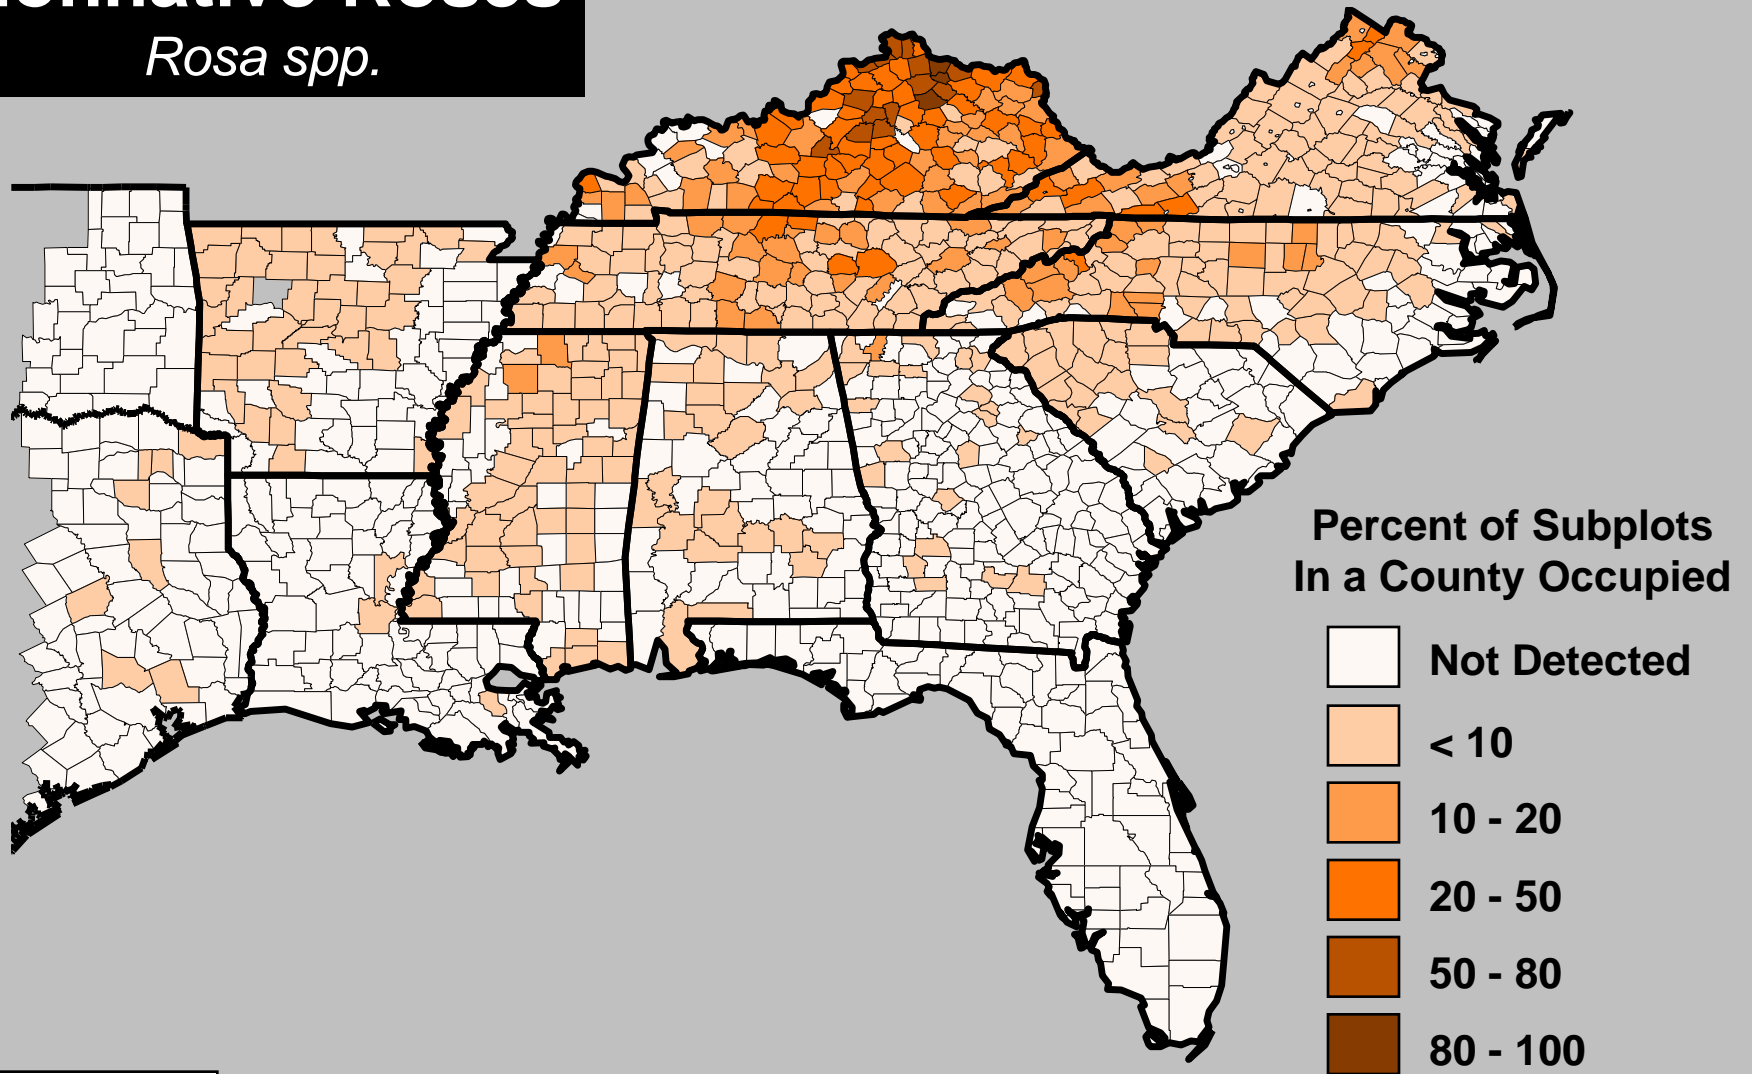 Roses
Rosa spp.
Percent of Subplots
In a County Occupied
Not Detected
< 10
10 - 20
20 - 50
50 - 80
80 - 100